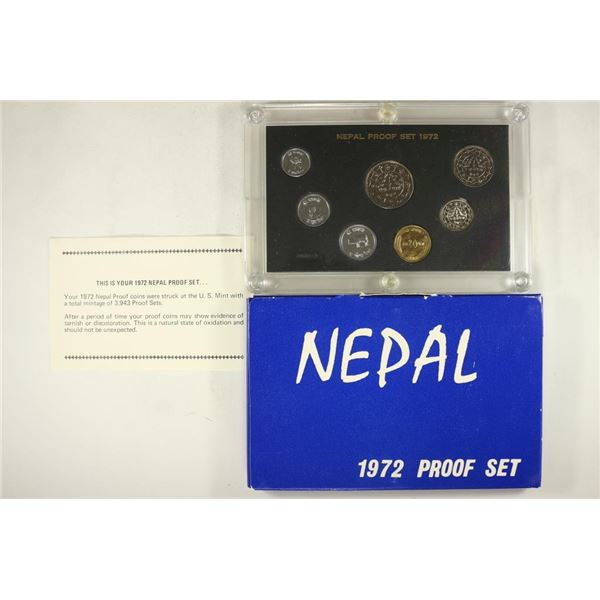 NEPAL PROOF SET 1972
THIS IS YOUR 1972 NEPAL PROOF SET...
Your 1972 Nepal Proof coins were struck at the U. S. Mint with
a total mintage of 3,943 Proof Sets.
After a period of time your proof coins may show evidence of
tarnish or discoloration. This is a natural state of oxidation and
should not be unexpected.
NEPAL
1972 PROOF SET